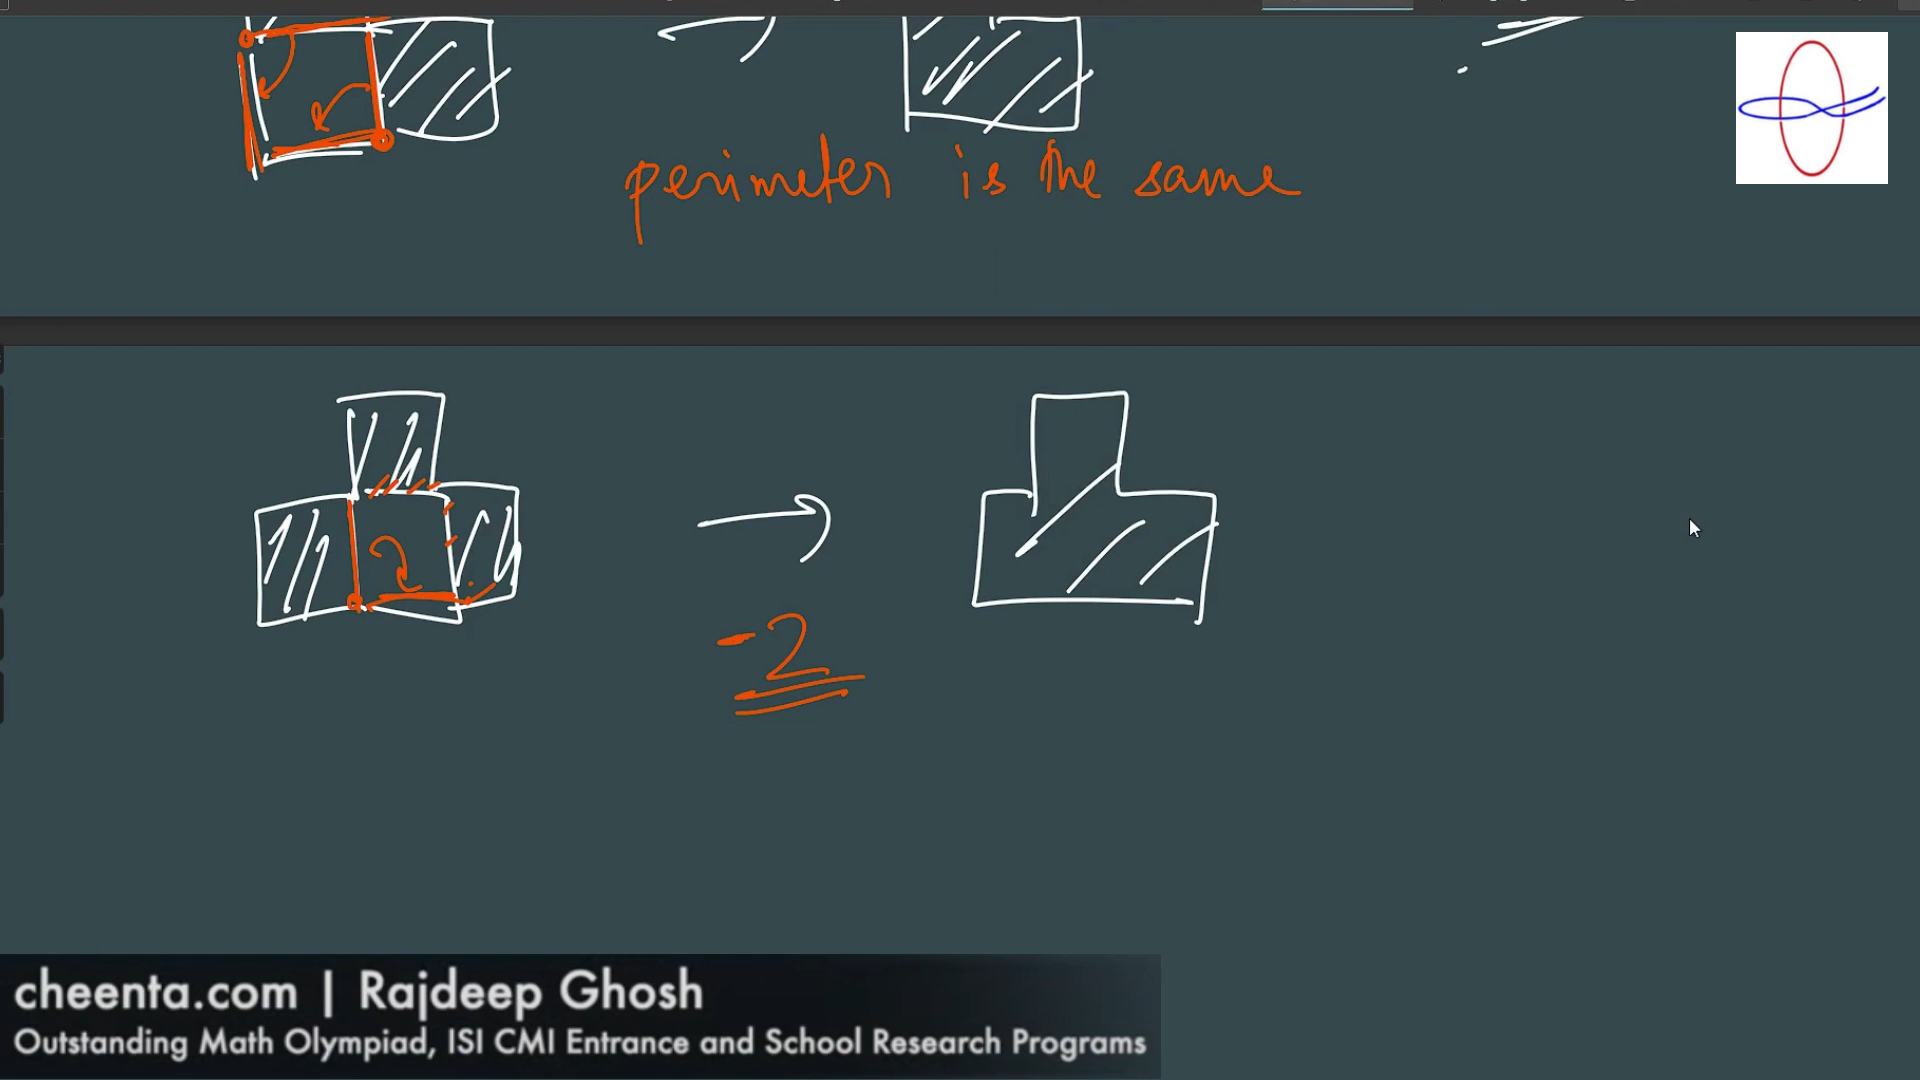 perimeter is the same
-2
cheenta.com | Rajdeep Ghosh
Outstanding Math Olympiad, ISI CMI Entrance and School Research Programs